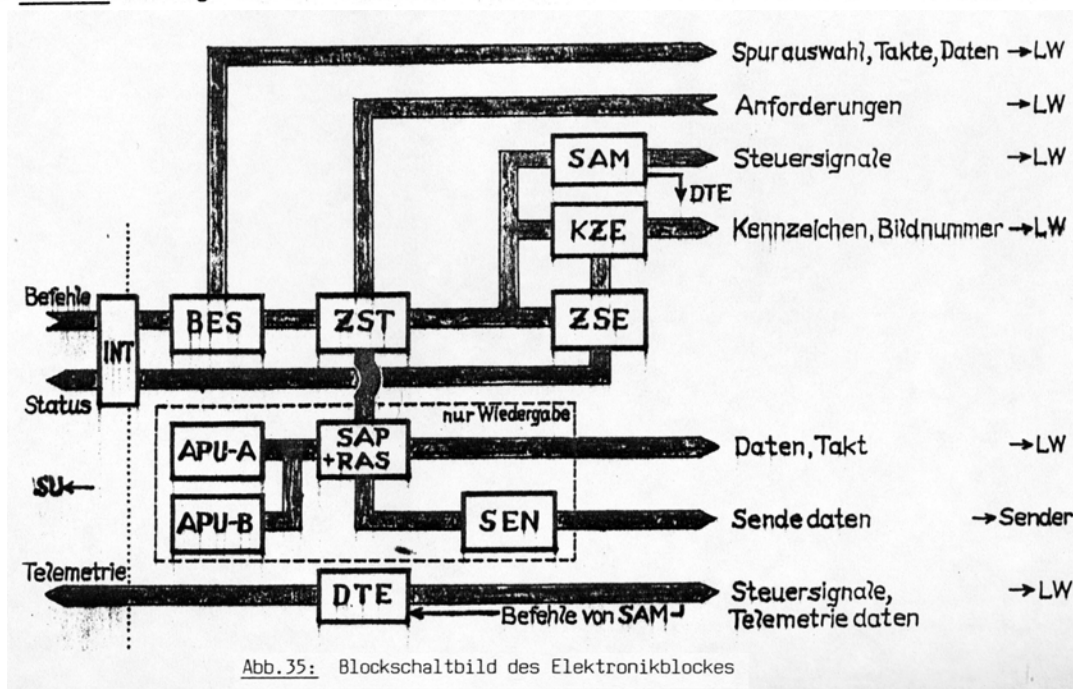 Spurauswahl, Takte, Daten →LW
Anforderungen →LW
SAM Steuersignale →LW
DTE
KZE Kennzeichen, Bildnummer →LW
Befehle
INT BES ZST ZSE
Status
nur Wiedergabe
APU-A SAP Daten, Takt →LW
+RAS
SU←
APU-B SEN Sendedaten →Sender
Telemetrie
DTE Steuersignale, →LW
Befehle von SAM Telemetriedaten
Abb.35: Blockschaltbild des Elektronikblockes